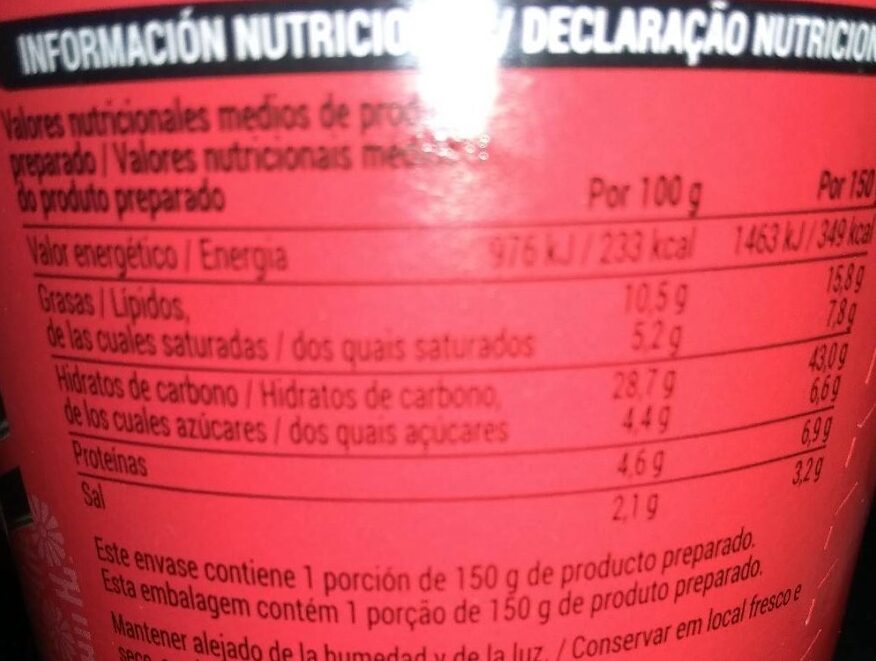 INFORMACIÓN / DECLARAÇÃO
Valores nutricionales medios de
preparado / Valores nutricionais
do produto preparado
Por 100 g Por 150
Valor energético / Energia 976 kJ / 233 kcal 1463 kJ / 349 kcal
Grasas / Lípidos, 10,5 g 15,8 g
de las cuales saturadas / dos quais saturados 5,2 g 7,8 g
Hidratos de carbono / Hidratos de carbono, 28,7 g 43,0 g
de los cuales azúcares / dos quais açúcares 4,4 g 6,6 g
Proteínas 4,6 g 6,9 g
Sal 2,1 g 3,2 g
Este envase contiene 1 porción de 150 g de producto preparado.
Esta embalagem contém 1 porção de 150 g de produto preparado.
Mantener alejado de la humedad y de la luz. / Conservar em local fresco e